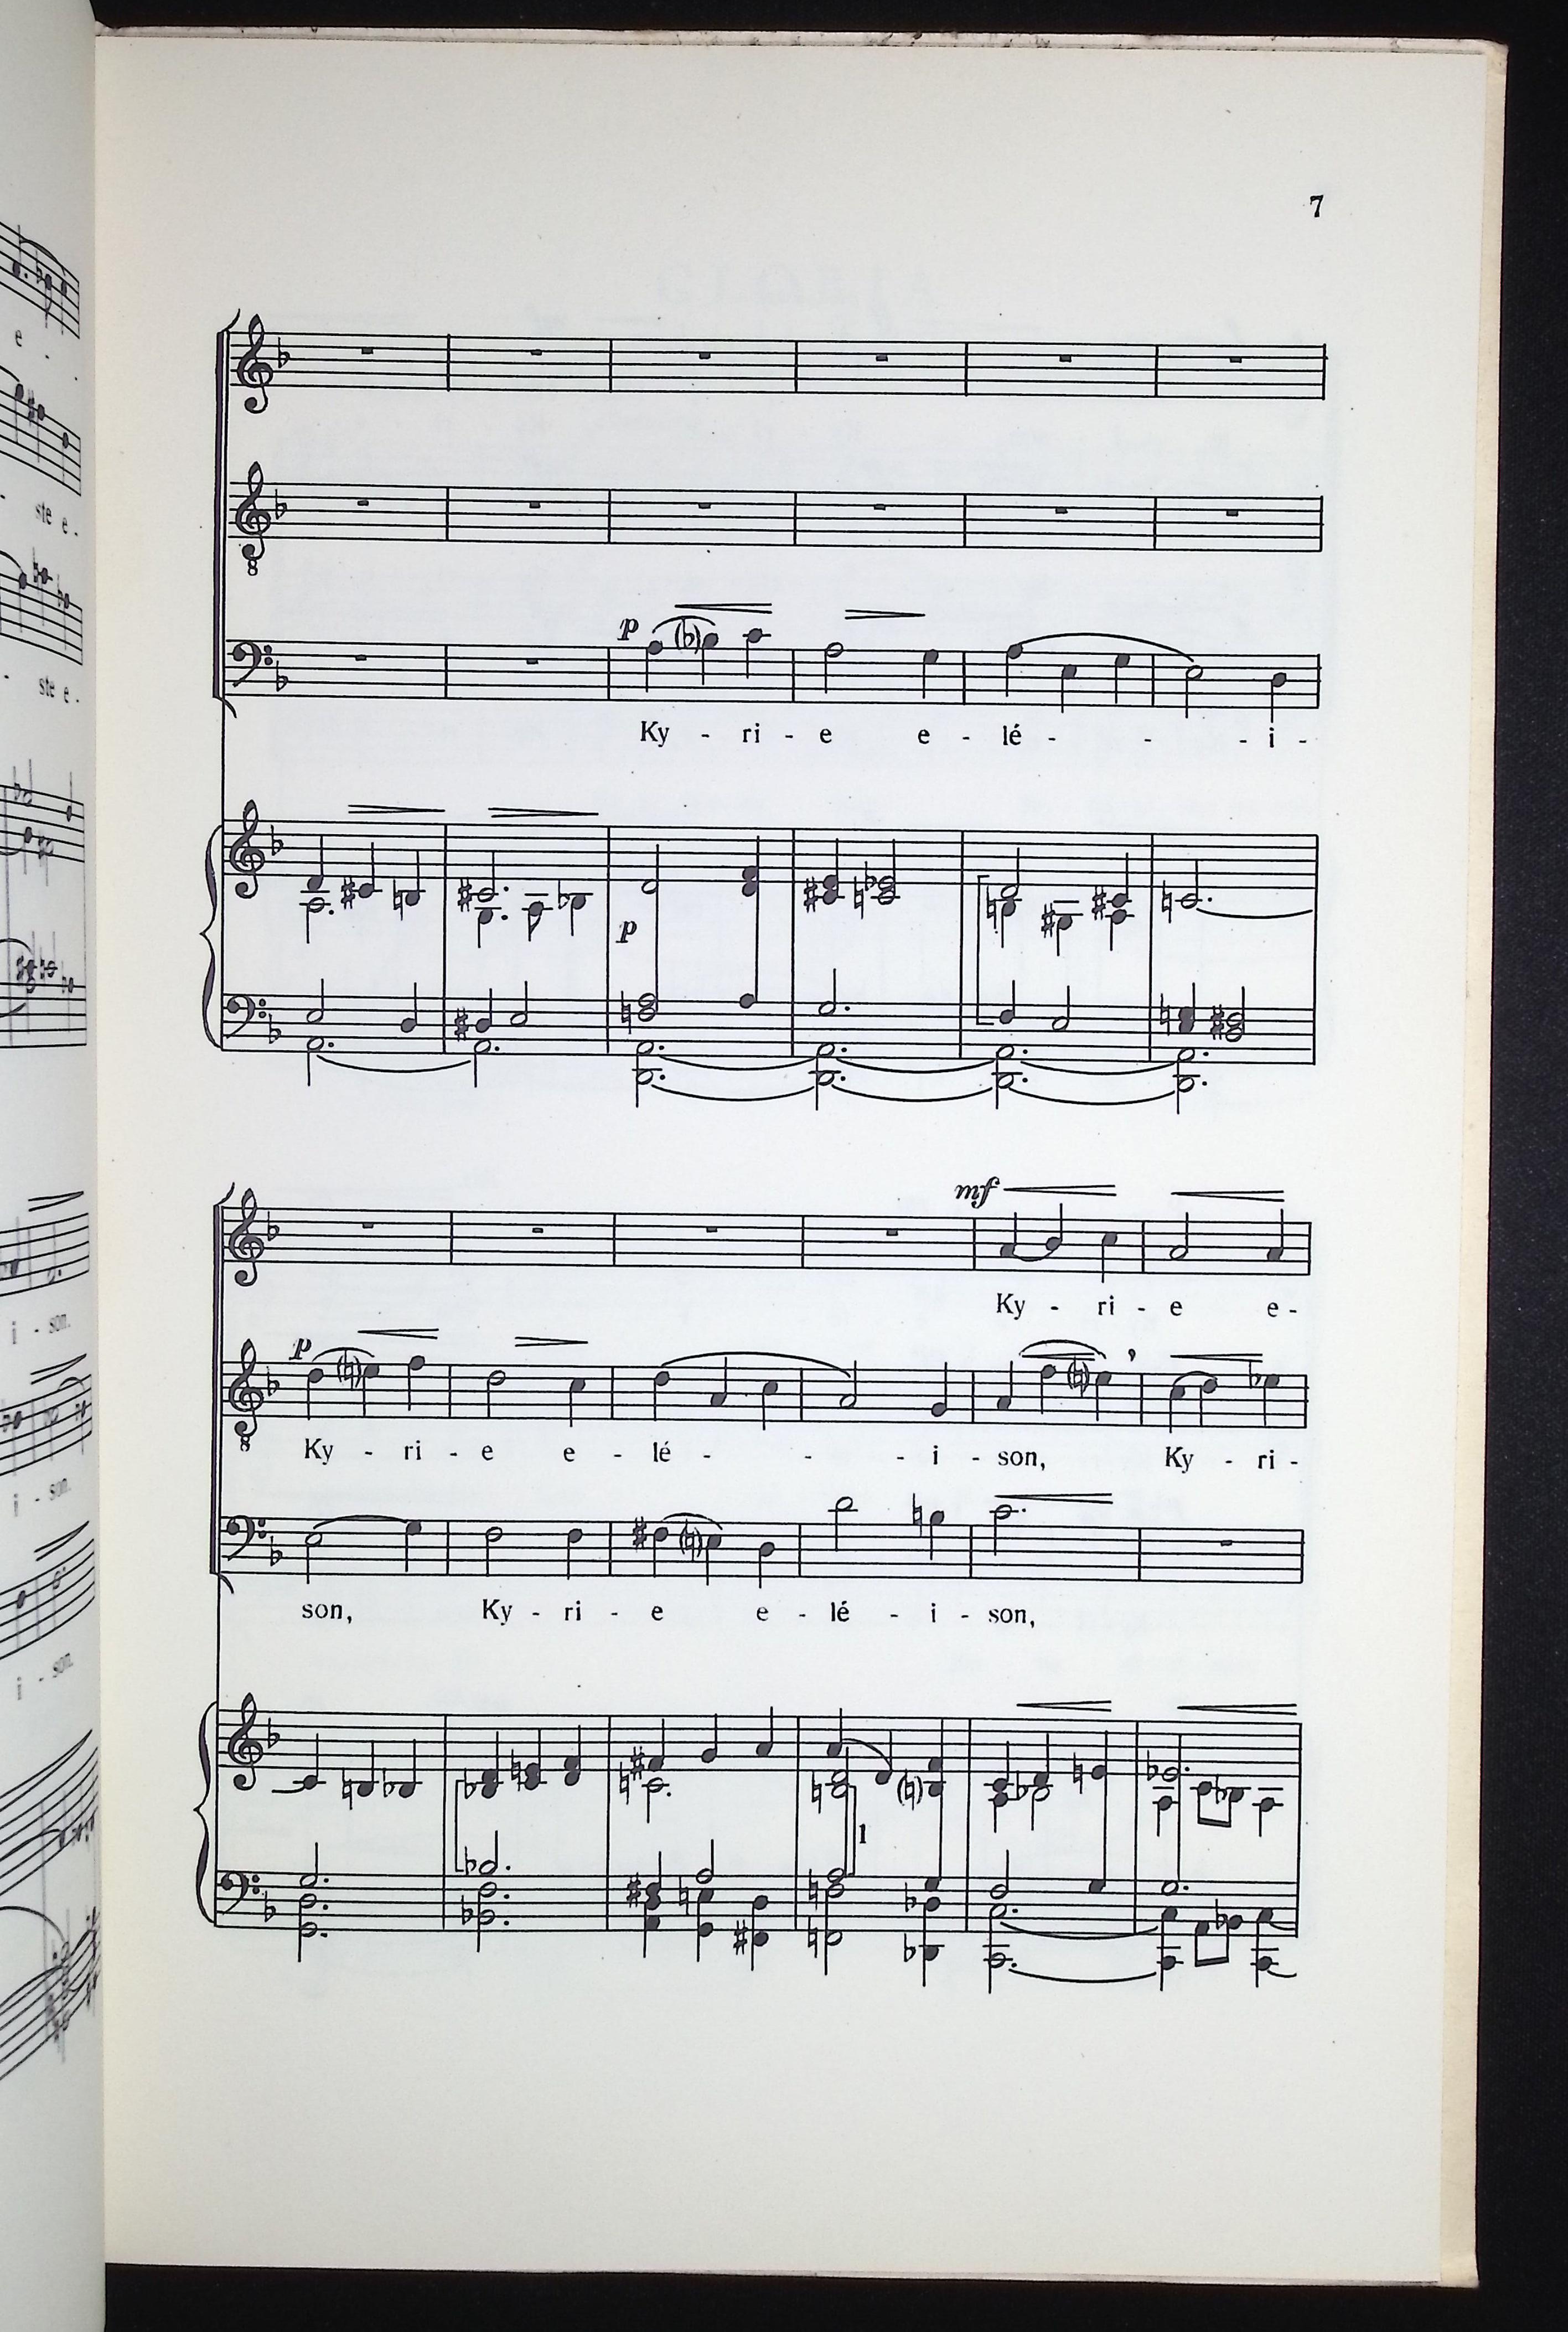 7
p
Ky - ri - e e - lé - - - i -
p
mf
Ky - ri - e e -
p
Ky - ri - e e - lé - - - i - son, Ky - ri -
son, Ky - ri - e e - lé - i - son,
1
e -
ste e -
ste e -
i - son.
i - son.
i - son.